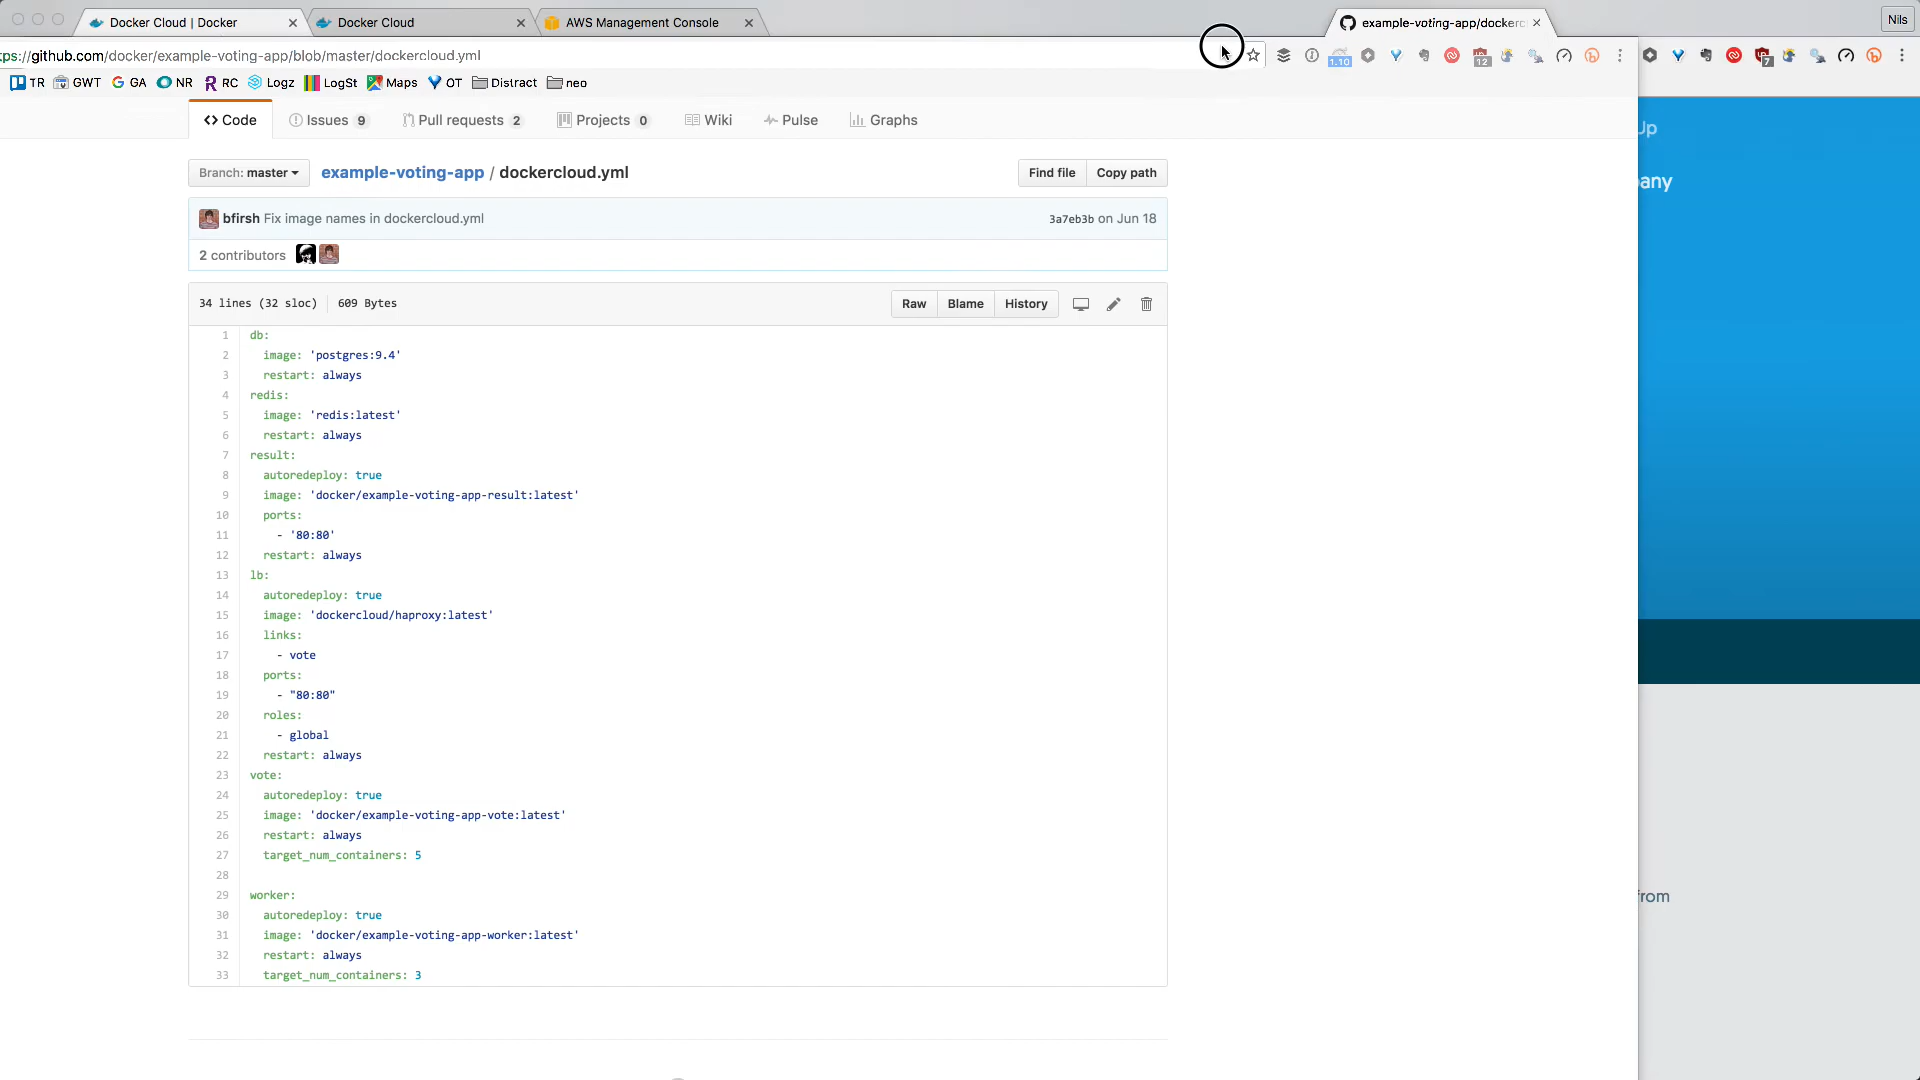 Docker Cloud | Docker
Docker Cloud
AWS Management Console
example-voting-app/dockerc
Nils
tps://github.com/docker/example-voting-app/blob/master/dockercloud.yml
1.10
12
7
TR GWT GA NR RC Logz LogSt Maps OT Distract neo
Code Issues 9 Pull requests 2 Projects 0 Wiki Pulse Graphs
Up
pany
Branch: master example-voting-app / dockercloud.yml Find file Copy path
bfirsh Fix image names in dockercloud.yml 3a7eb3b on Jun 18
2 contributors
34 lines (32 sloc) 609 Bytes Raw Blame History
1 db:
2 image: 'postgres:9.4'
3 restart: always
4 redis:
5 image: 'redis:latest'
6 restart: always
7 result:
8 autoredeploy: true
9 image: 'docker/example-voting-app-result:latest'
10 ports:
11 - '80:80'
12 restart: always
13 lb:
14 autoredeploy: true
15 image: 'dockercloud/haproxy:latest'
16 links:
17 - vote
18 ports:
19 - "80:80"
20 roles:
21 - global
22 restart: always
23 vote:
24 autoredeploy: true
25 image: 'docker/example-voting-app-vote:latest'
26 restart: always
27 target_num_containers: 5
28
29 worker:
30 autoredeploy: true
31 image: 'docker/example-voting-app-worker:latest'
32 restart: always
33 target_num_containers: 3
from